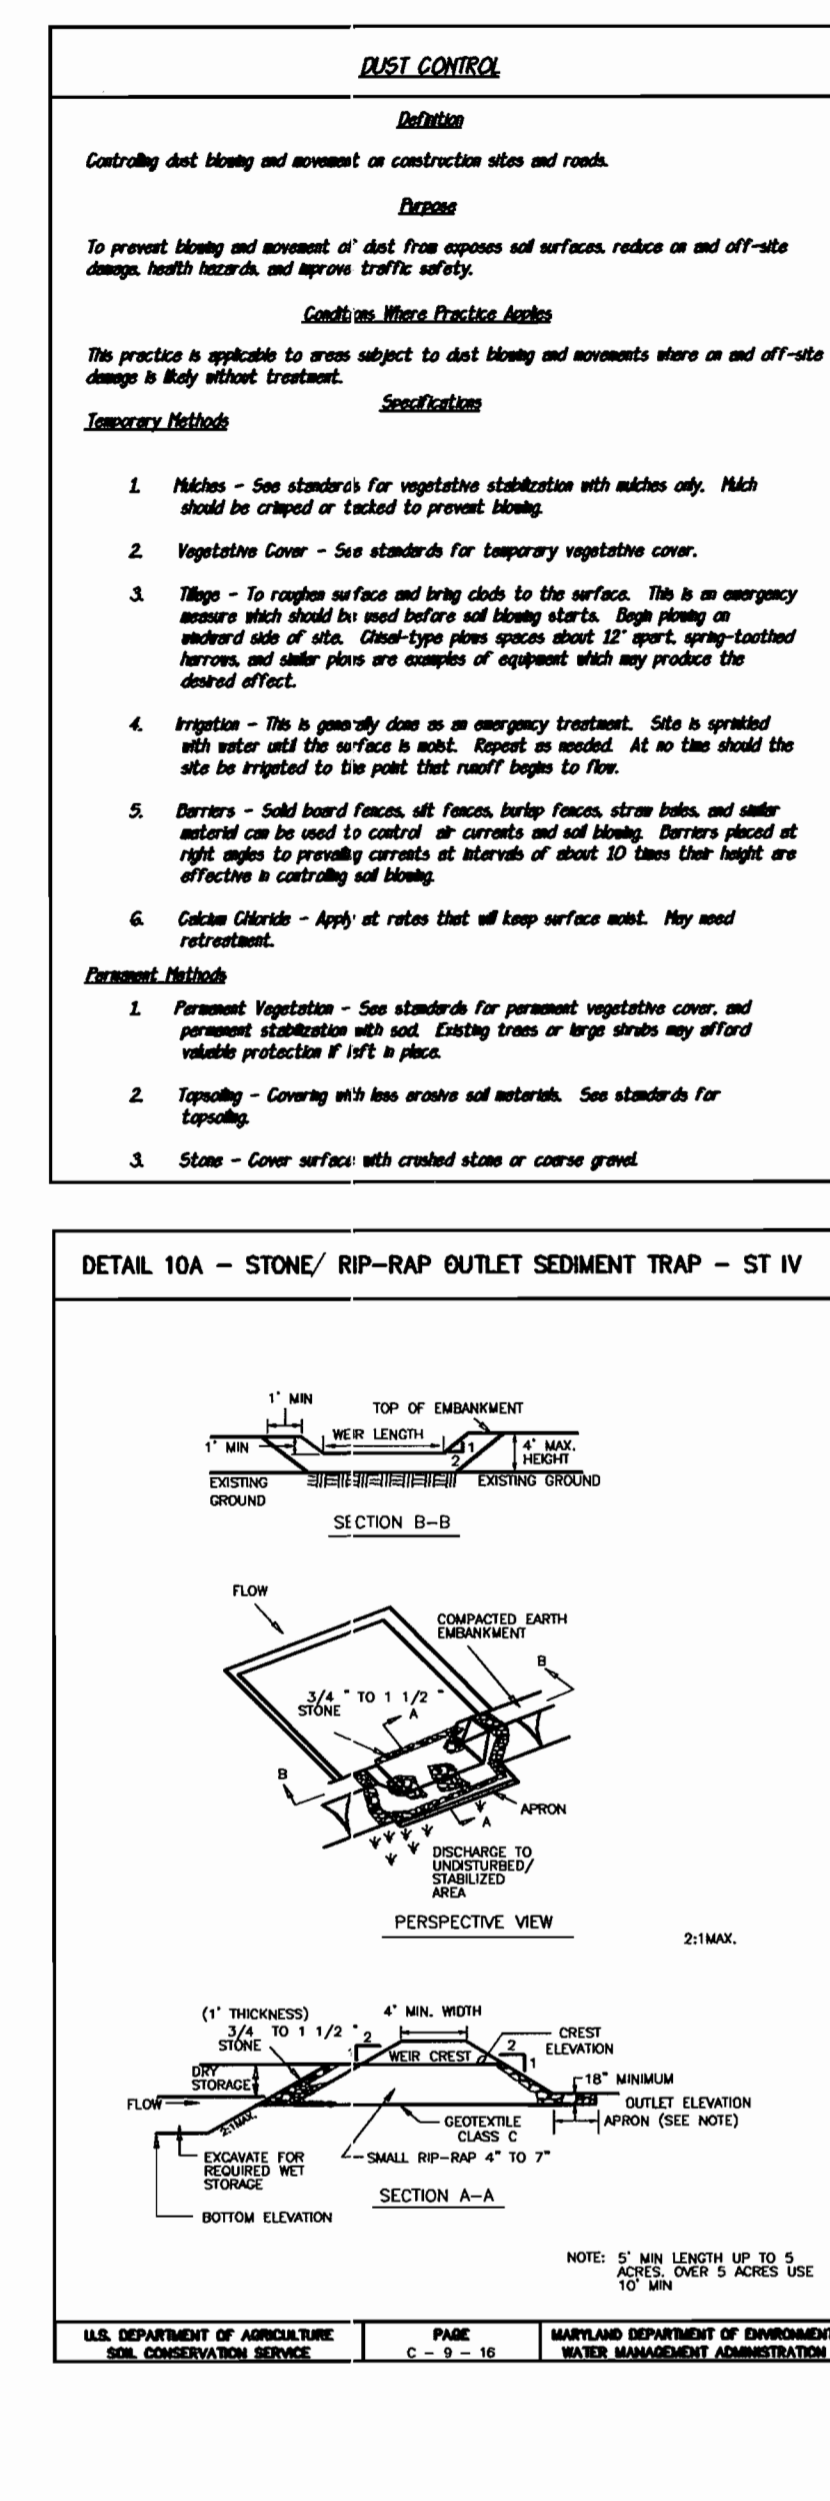 DUST CONTROL
Definition
Controlling dust blowing and movement on construction sites and roads.
Purpose
To prevent blowing and movement of dust from exposes soil surfaces, reduce on and off-site
damage, health hazards, and improve traffic safety.
Conditions Where Practice Applies
This practice is applicable to areas subject to dust blowing and movements where on and off-site
damage is likely without treatment.
Specifications
Temporary Methods
1. Mulches - See standards for vegetative stabilization with mulches only. Mulch
should be crimped or tacked to prevent blowing.
2. Vegetative Cover - See standards for temporary vegetative cover.
3. Tillage - To roughen surface and bring clods to the surface. This is an emergency
measure which should be used before soil blowing starts. Begin plowing on
windward side of site. Chisel-type plows spaces about 12" apart, spring-toothed
harrows, and similar plows are examples of equipment which may produce the
desired effect.
4. Irrigation - This is generally done as an emergency treatment. Site is sprinkled
with water until the surface is moist. Repeat as needed. At no time should the
site be irrigated to the point that runoff begins to flow.
5. Barriers - Solid board fences, silt fences, burlap fences, straw bales, and similar
material can be used to control air currents and soil blowing. Barriers placed at
right angles to prevailing currents at intervals of about 10 times their height are
effective in controlling soil blowing.
6. Calcium Chloride - Apply at rates that will keep surface moist. May need
retreatment.
Permanent Methods
1. Permanent Vegetation - See standards for permanent vegetative cover, and
permanent stabilization with sod. Existing trees or large shrubs may afford
valuable protection if left in place.
2. Topsoiling - Covering with less erosive soil materials. See standards for
topsoiling.
3. Stone - Cover surface with crushed stone or coarse gravel.
DETAIL 10A - STONE/ RIP-RAP OUTLET SEDIMENT TRAP - ST IV
1' MIN
TOP OF EMBANKMENT
WEIR LENGTH
1' MIN
1
2
4' MAX.
HEIGHT
EXISTING
GROUND
EXISTING GROUND
SECTION B-B
FLOW
COMPACTED EARTH
EMBANKMENT
B
3/4 " TO 1 1/2 "
STONE
A
B
APRON
A
DISCHARGE TO
UNDISTURBED/
STABILIZED
AREA
PERSPECTIVE VIEW
2:1 MAX.
(1' THICKNESS)
3/4 TO 1 1/2 "
STONE
4' MIN. WIDTH
2
1
WEIR CREST
CREST
ELEVATION
2
1
DRY
STORAGE
18" MINIMUM
FLOW
OUTLET ELEVATION
2:1 MAX.
GEOTEXTILE
CLASS C
APRON (SEE NOTE)
EXCAVATE FOR
REQUIRED WET
STORAGE
SMALL RIP-RAP 4" TO 7"
SECTION A-A
BOTTOM ELEVATION
NOTE: 5' MIN LENGTH UP TO 5
ACRES. OVER 5 ACRES USE
10' MIN
U.S. DEPARTMENT OF AGRICULTURE
SOIL CONSERVATION SERVICE
PAGE
C - 9 - 16
MARYLAND DEPARTMENT OF ENVIRONMENT
WATER MANAGEMENT ADMINISTRATION